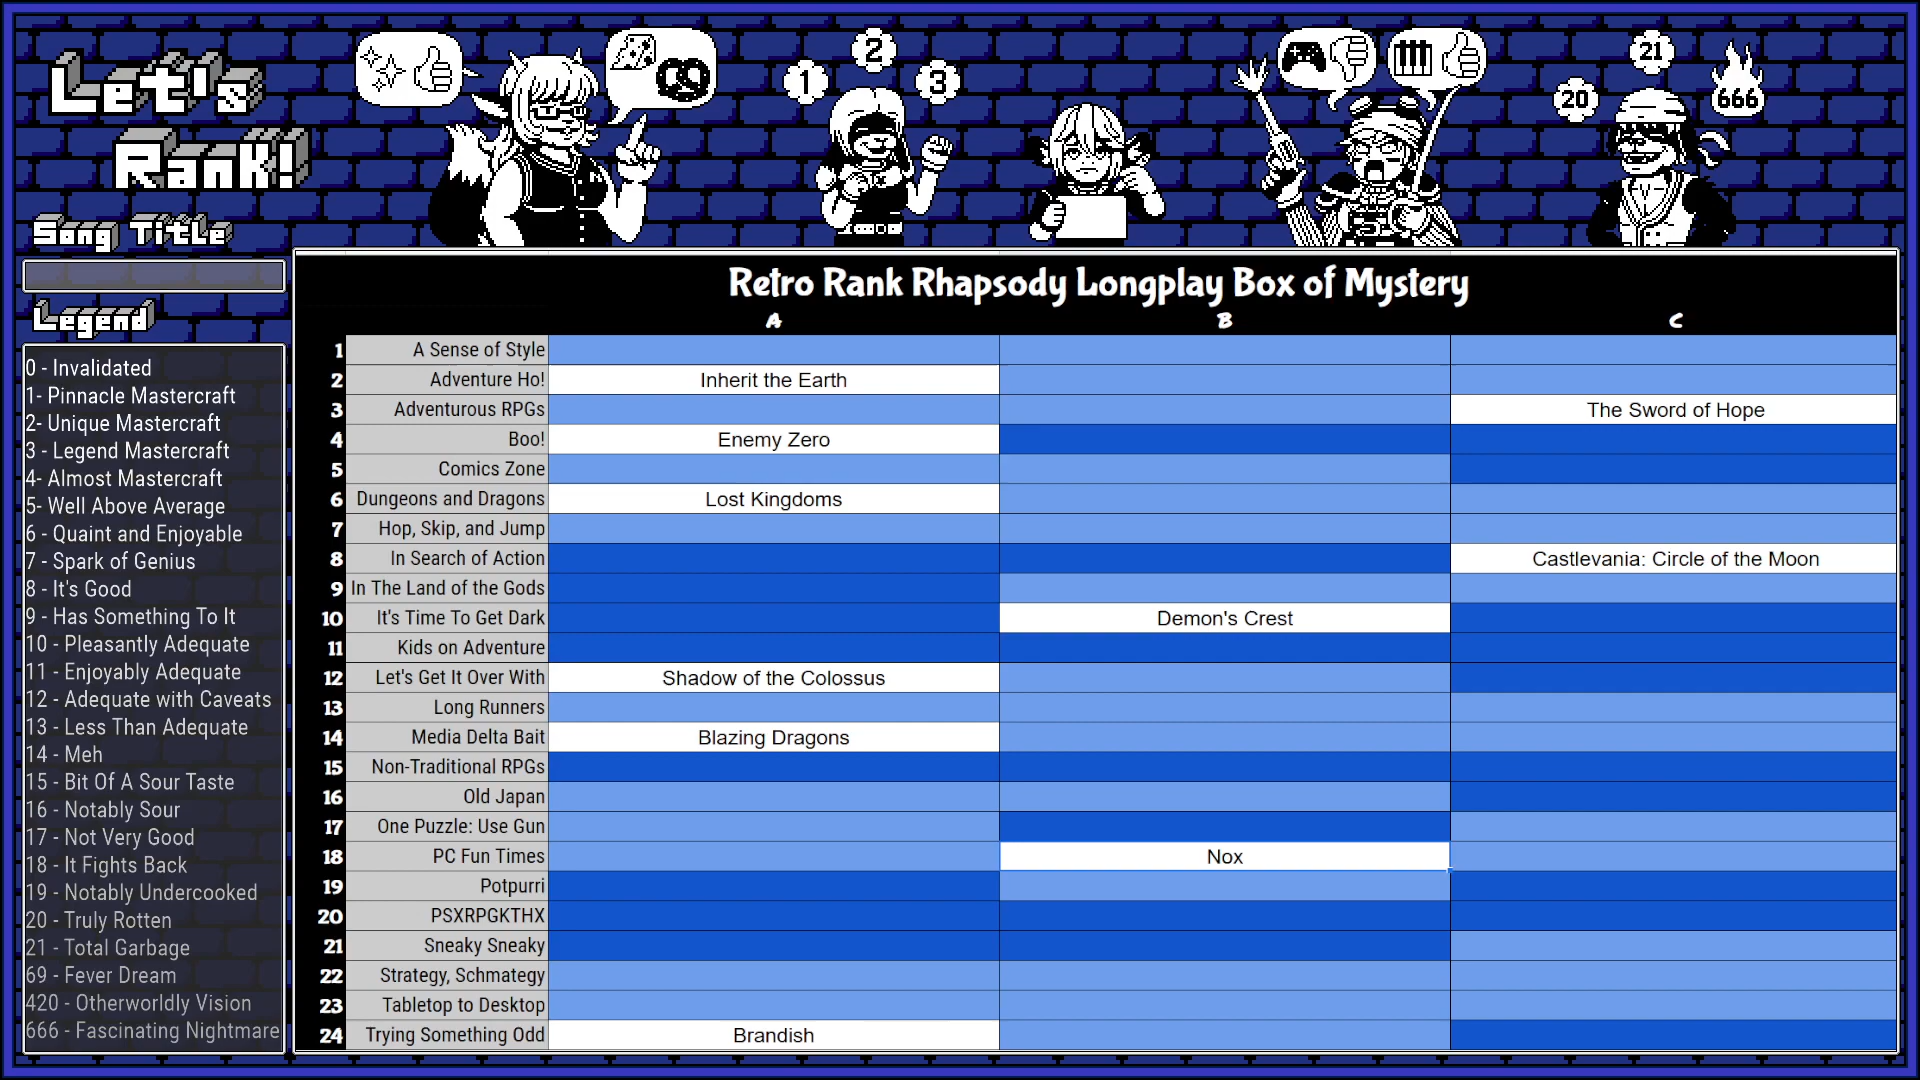 Let's
Rank!
1
2
3
20
21
666
Song Title
Legend
0 - Invalidated
1- Pinnacle Mastercraft
2- Unique Mastercraft
3 - Legend Mastercraft
4- Almost Mastercraft
5- Well Above Average
6 - Quaint and Enjoyable
7 - Spark of Genius
8 - It's Good
9 - Has Something To It
10 - Pleasantly Adequate
11 - Enjoyably Adequate
12 - Adequate with Caveats
13 - Less Than Adequate
14 - Meh
15 - Bit Of A Sour Taste
16 - Notably Sour
17 - Not Very Good
18 - It Fights Back
19 - Notably Undercooked
20 - Truly Rotten
21 - Total Garbage
69 - Fever Dream
420 - Otherworldly Vision
666 - Fascinating Nightmare
Retro Rank Rhapsody Longplay Box of Mystery
A B C
1 A Sense of Style
2 Adventure Ho! Inherit the Earth
3 Adventurous RPGs The Sword of Hope
4 Boo! Enemy Zero
5 Comics Zone
6 Dungeons and Dragons Lost Kingdoms
7 Hop, Skip, and Jump
8 In Search of Action Castlevania: Circle of the Moon
9 In The Land of the Gods
10 It's Time To Get Dark Demon's Crest
11 Kids on Adventure
12 Let's Get It Over With Shadow of the Colossus
13 Long Runners
14 Media Delta Bait Blazing Dragons
15 Non-Traditional RPGs
16 Old Japan
17 One Puzzle: Use Gun
18 PC Fun Times Nox
19 Potpurri
20 PSXRPGKTHX
21 Sneaky Sneaky
22 Strategy, Schmategy
23 Tabletop to Desktop
24 Trying Something Odd Brandish